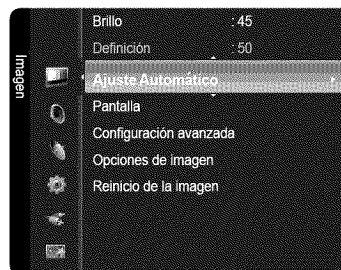 Imagen
Brillo : 45
Definición : 50
Ajuste Automático
Pantalla
Configuración avanzada
Opciones de imagen
Reinicio de la imagen